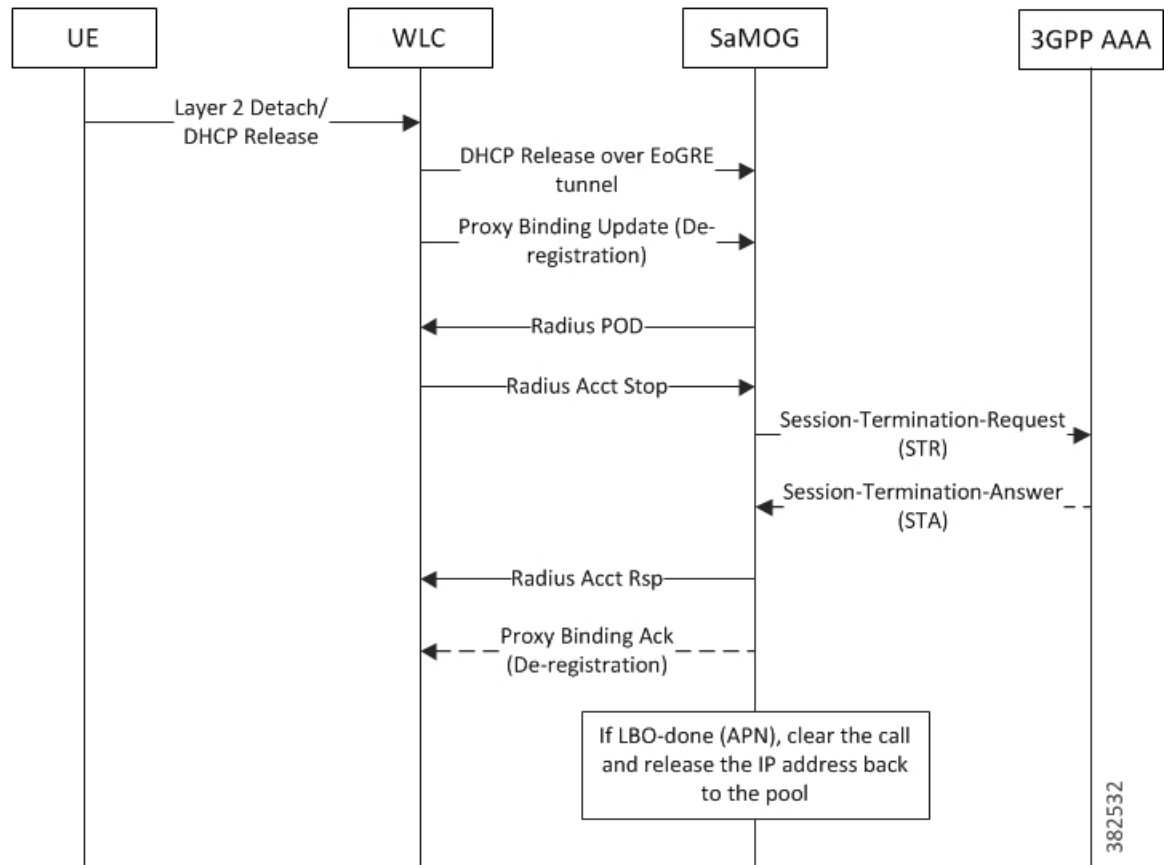 UE
WLC
SaMOG
3GPP AAA
Layer 2 Detach/
DHCP Release
DHCP Release over EoGRE
tunnel
Proxy Binding Update (De-
registration)
Radius POD
Radius Acct Stop
Session-Termination-Request
(STR)
Session-Termination-Answer
(STA)
Radius Acct Rsp
Proxy Binding Ack
(De-registration)
If LBO-done (APN), clear the call
and release the IP address back
to the pool
382532